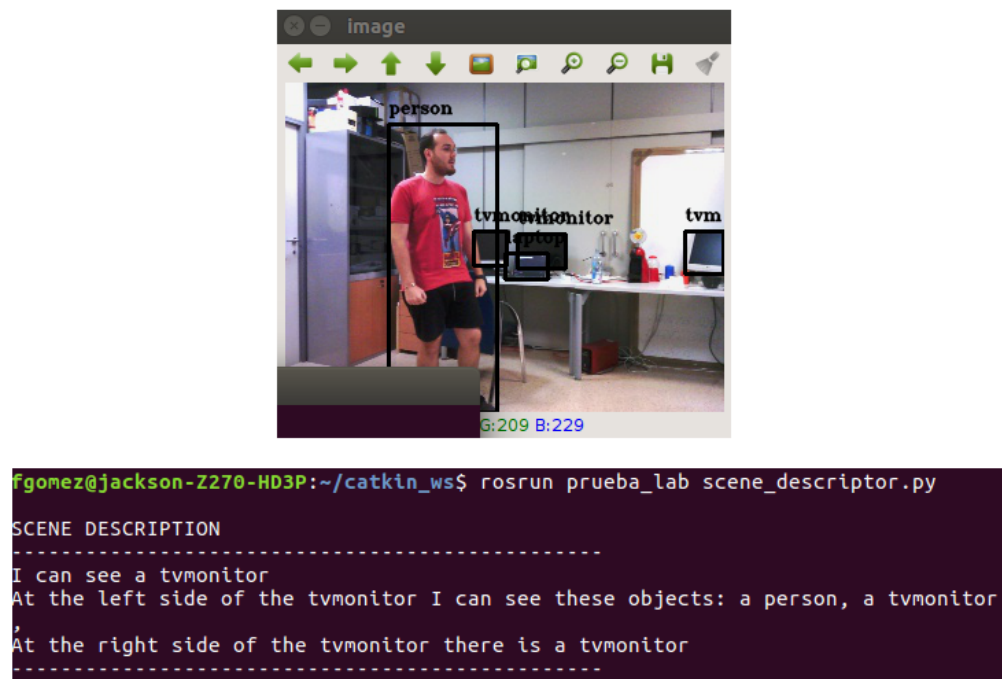 image
person
tvmonitor
tvmonitor
tvm
laptop
G:209 B:229
fgomez@jackson-Z270-HD3P:~/catkin_ws$ rosrun prueba_lab scene_descriptor.py
SCENE DESCRIPTION
------------------------------------------------
I can see a tvmonitor
At the left side of the tvmonitor I can see these objects: a person, a tvmonitor
,
At the right side of the tvmonitor there is a tvmonitor
------------------------------------------------